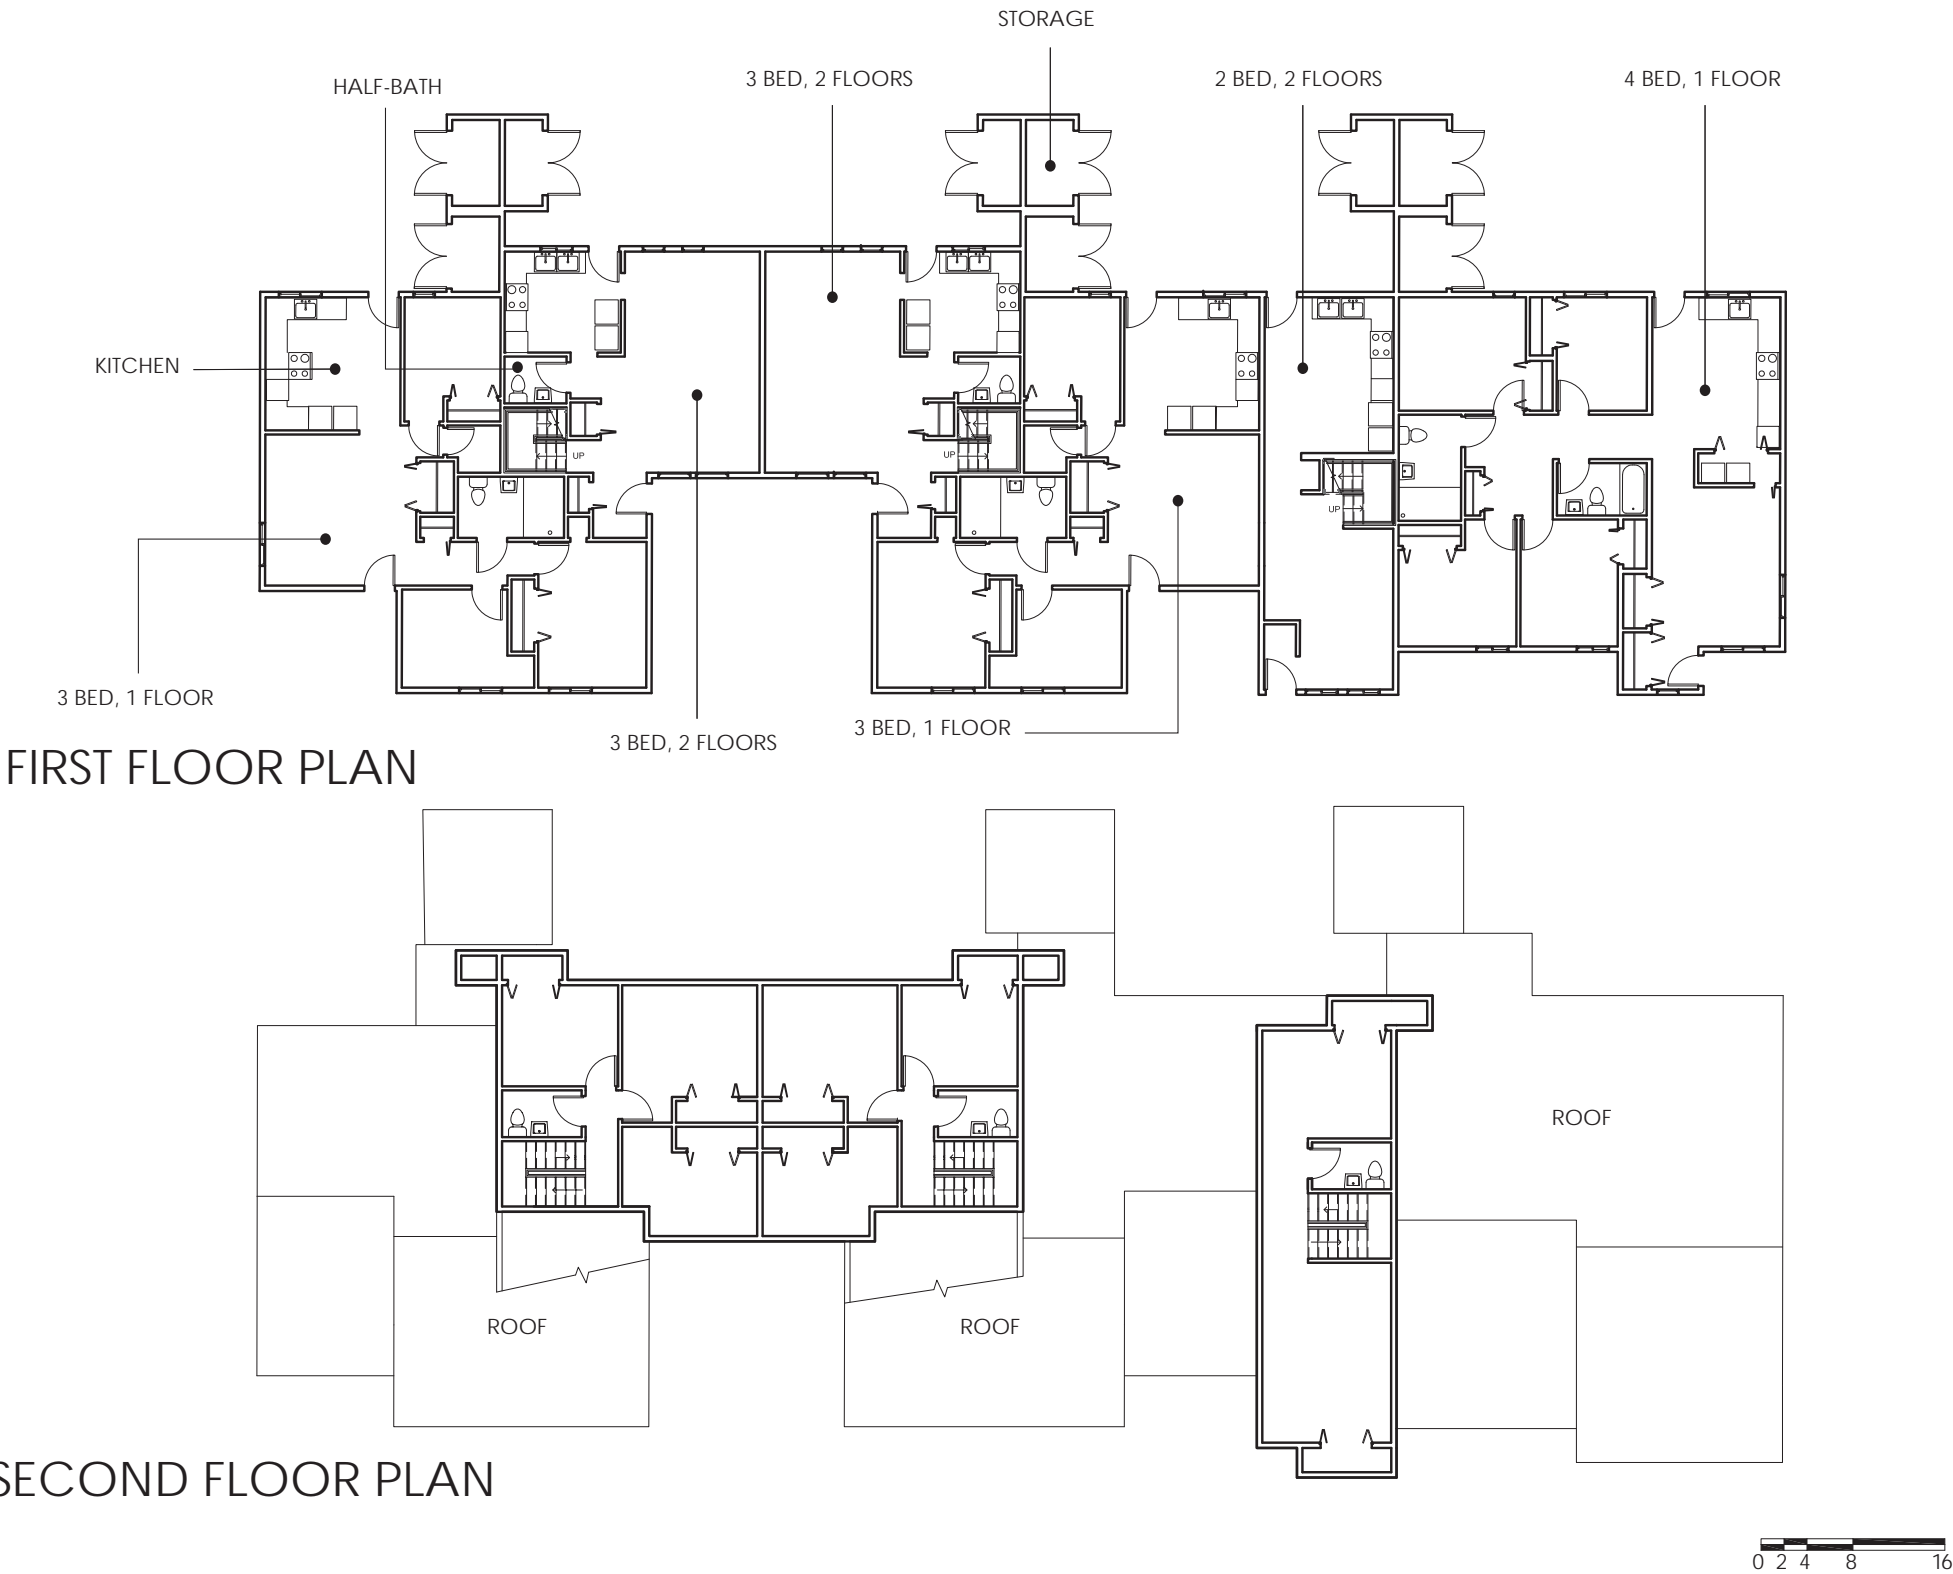 STORAGE
3 BED, 2 FLOORS
2 BED, 2 FLOORS
4 BED, 1 FLOOR
HALF-BATH
KITCHEN
UP
UP
UP
3 BED, 1 FLOOR
3 BED, 2 FLOORS
3 BED, 1 FLOOR
FIRST FLOOR PLAN
ROOF
ROOF
ROOF
SECOND FLOOR PLAN
0 2 4 8 16